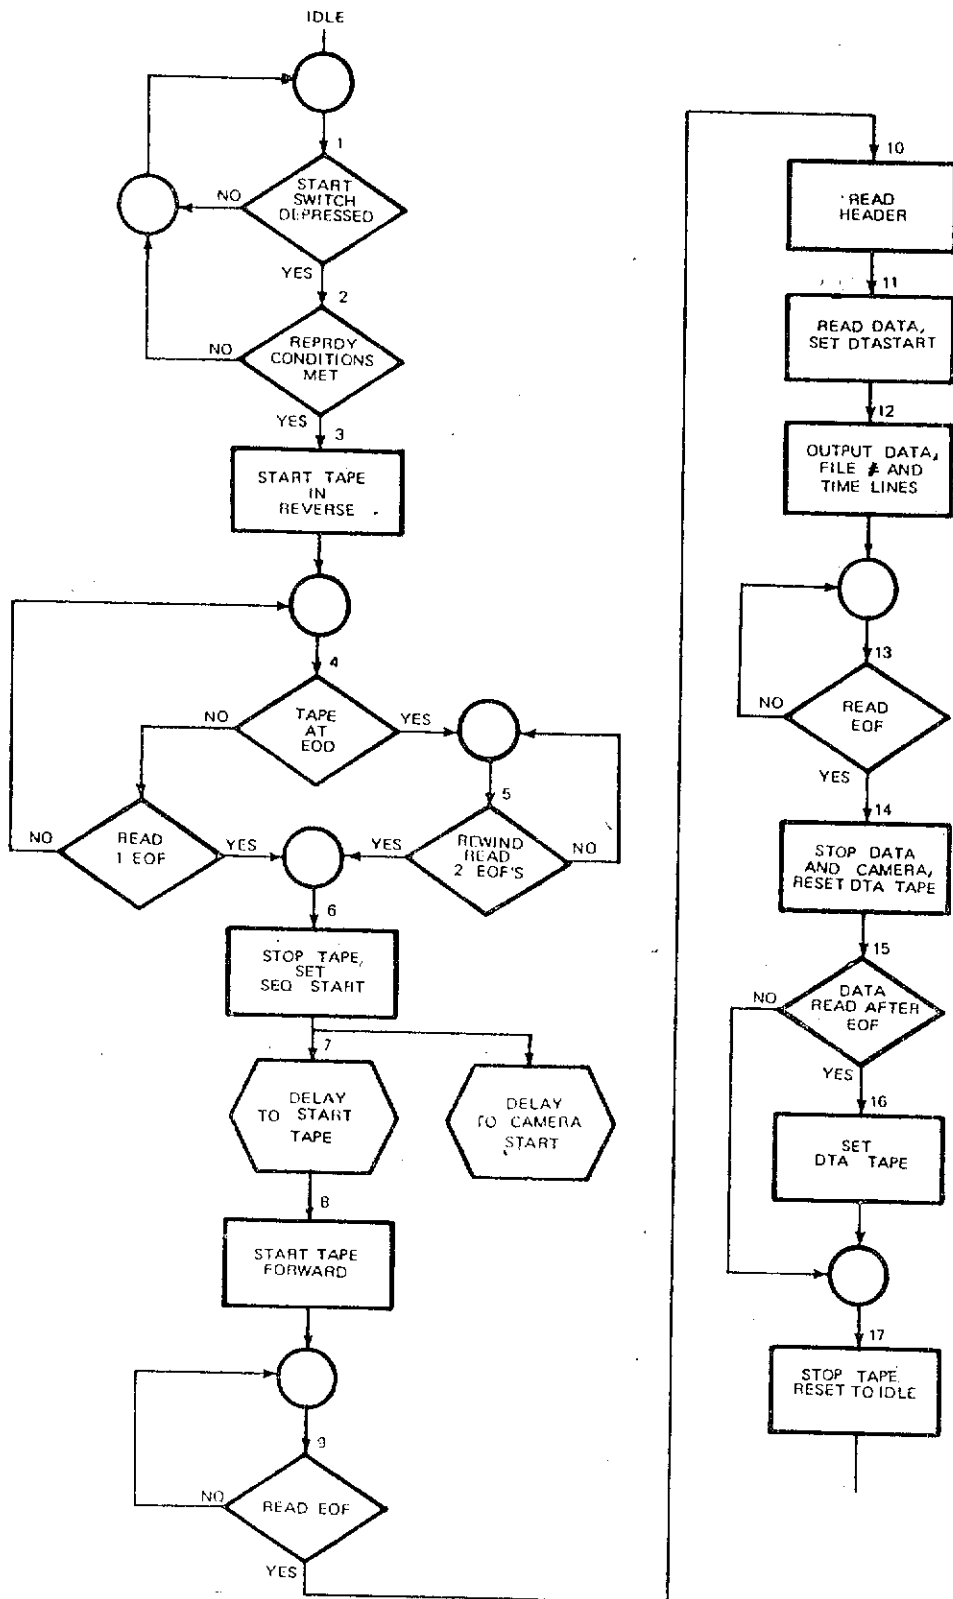 IDLE
1
START
SWITCH
DEPRESSED
NO
YES
2
REPRDY
CONDITIONS
MET
NO
YES
3
START TAPE
IN
REVERSE
4
TAPE
AT
EOD
NO
YES
READ
1 EOF
NO
YES
5
REWIND
READ
2 EOF'S
YES
NO
6
STOP TAPE,
SET
SEQ START
7
DELAY
TO START
TAPE
DELAY
TO CAMERA
START
8
START TAPE
FORWARD
9
READ EOF
NO
YES
10
READ
HEADER
11
READ DATA,
SET DTASTART
12
OUTPUT DATA,
FILE # AND
TIME LINES
13
READ
EOF
NO
YES
14
STOP DATA
AND CAMERA,
RESET DTA TAPE
15
DATA
READ AFTER
EOF
NO
YES
16
SET
DTA TAPE
17
STOP TAPE
RESET TO IDLE